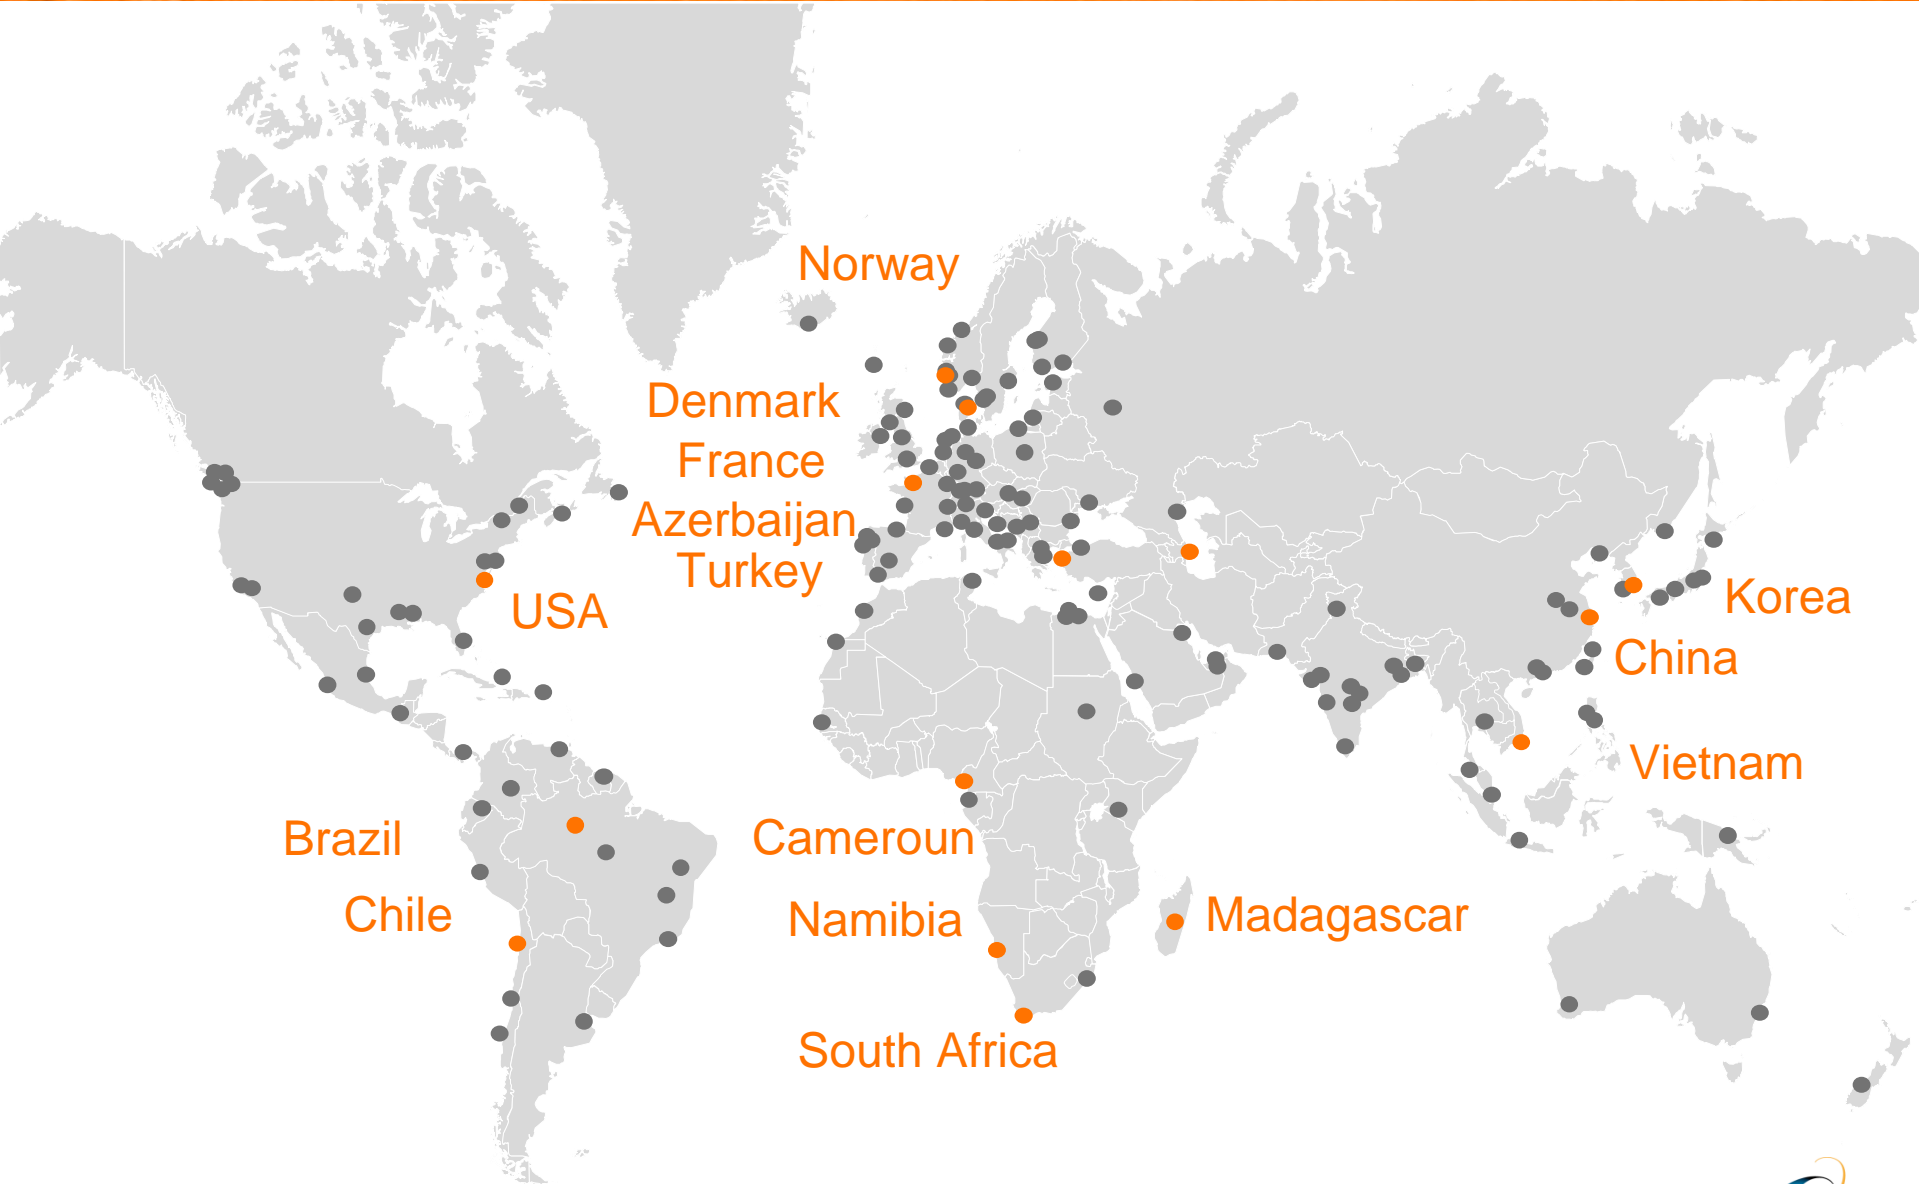 Norway
Denmark
France
Azerbaijan
Turkey
USA
Korea
China
Vietnam
Brazil
Cameroun
Chile
Namibia
Madagascar
South Africa